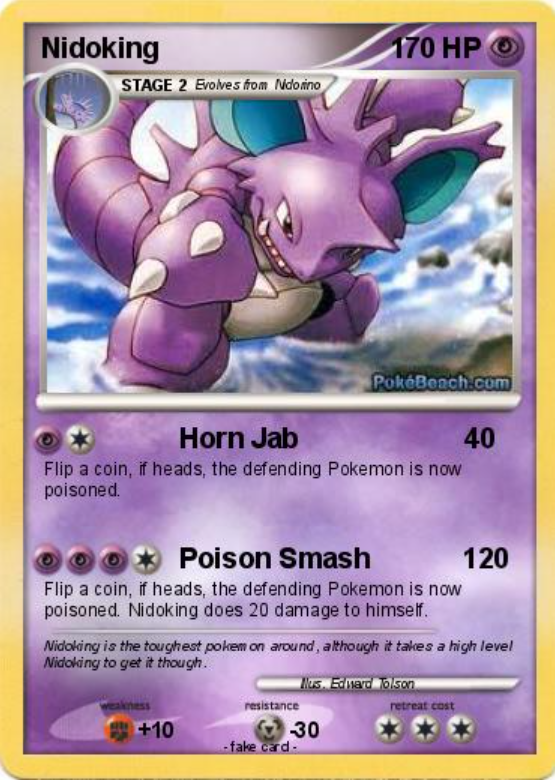 Nidoking 170 HP
STAGE 2 Evolves from Nidorino
PokéBeach.com
Horn Jab 40
Flip a coin, if heads, the defending Pokemon is now
poisoned.
Poison Smash 120
Flip a coin, if heads, the defending Pokemon is now
poisoned. Nidoking does 20 damage to himself.
Nidoking is the toughest pokemon around, although it takes a high level
Nidoking to get it though.
Illus. Edward Tolson
weakness resistance retreat cost
+10 -30
- fake card -